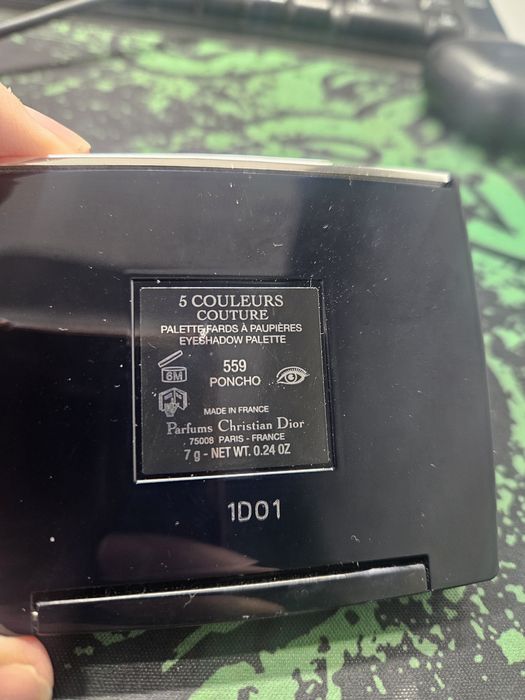 5 COULEURS
COUTURE
PALETTE FARDS À PAUPIÈRES
EYESHADOW PALETTE
6M
559
PONCHO
MADE IN FRANCE
Parfums Christian Dior
75008 PARIS - FRANCE
7 g - NET WT. 0.24 OZ
1D01